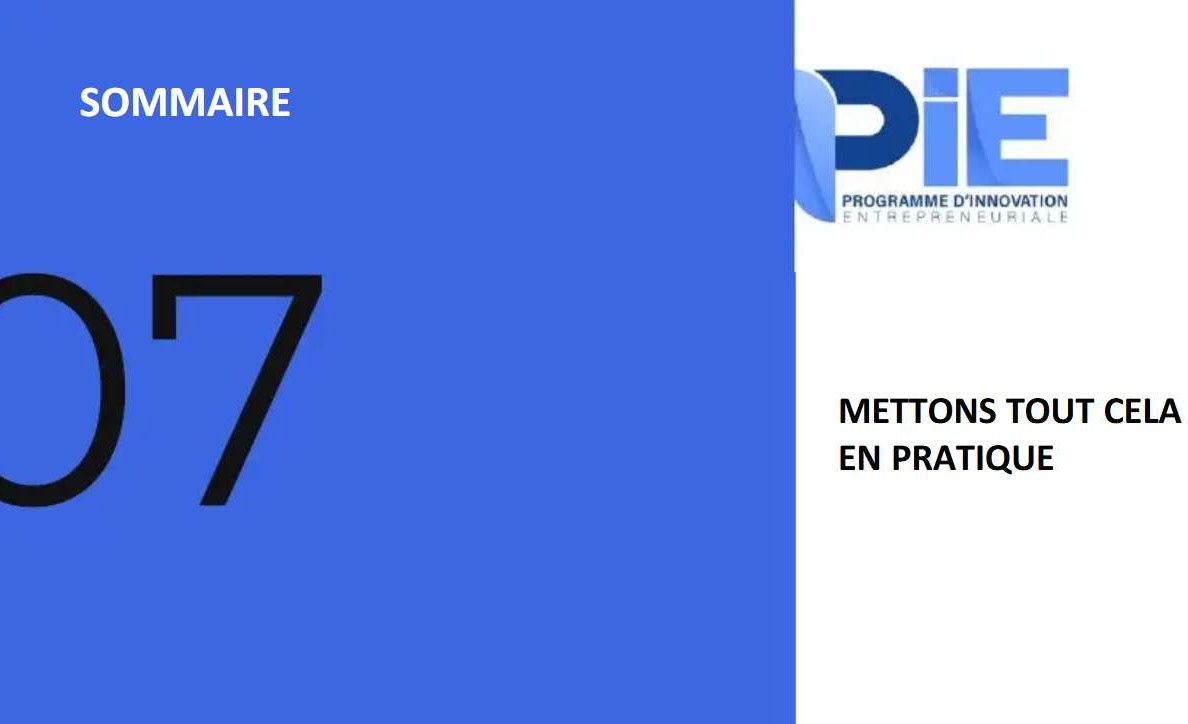 SOMMAIRE
PiE
PROGRAMME D'INNOVATION
ENTREPRENEURIALE
07
METTONS TOUT CELA
EN PRATIQUE